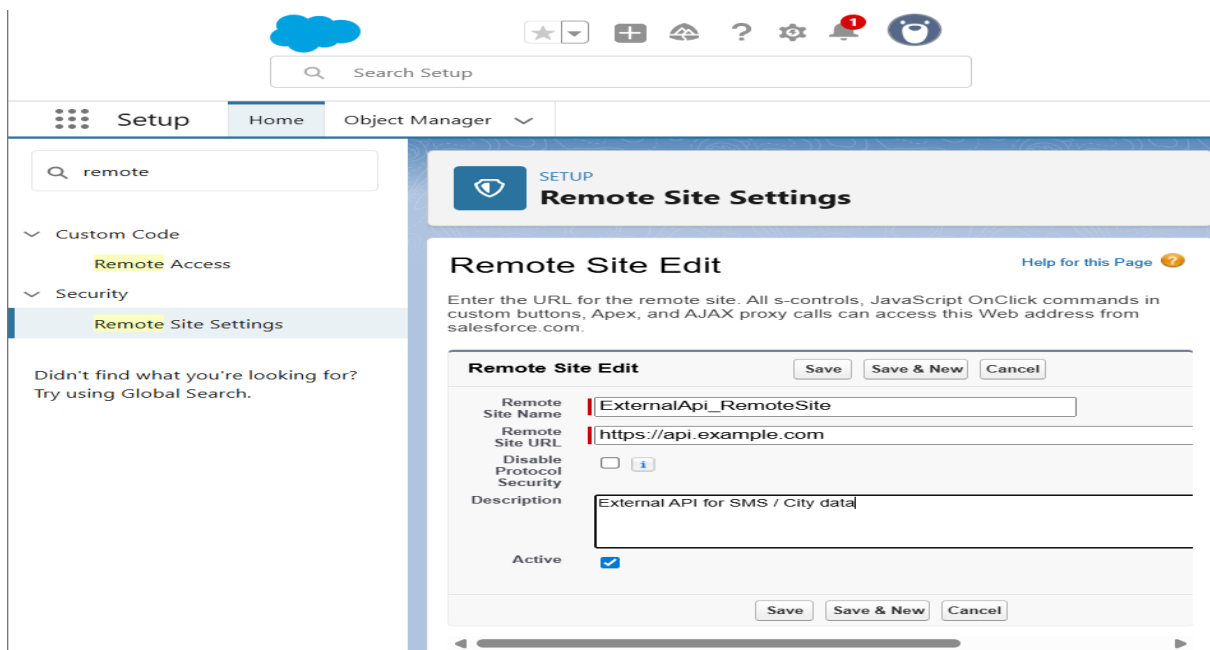 1
Search Setup
Setup
Home
Object Manager
remote
Custom Code
Remote Access
Security
Remote Site Settings
Didn't find what you're looking for?
Try using Global Search.
SETUP
Remote Site Settings
Remote Site Edit
Help for this Page ?
Enter the URL for the remote site. All s-controls, JavaScript OnClick commands in
custom buttons, Apex, and AJAX proxy calls can access this Web address from
salesforce.com.
Remote Site Edit
Save
Save & New
Cancel
Remote
Site Name
ExternalApi_RemoteSite
Remote
Site URL
https://api.example.com
Disable
Protocol
Security
i
Description
External API for SMS / City data
Active
Save
Save & New
Cancel